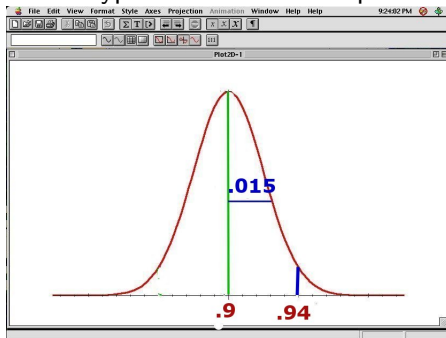 File Edit View Format Style Axes Projection Animation Window Help Help 9:24:02 PM
Plot2D-1
.015
.9
.94